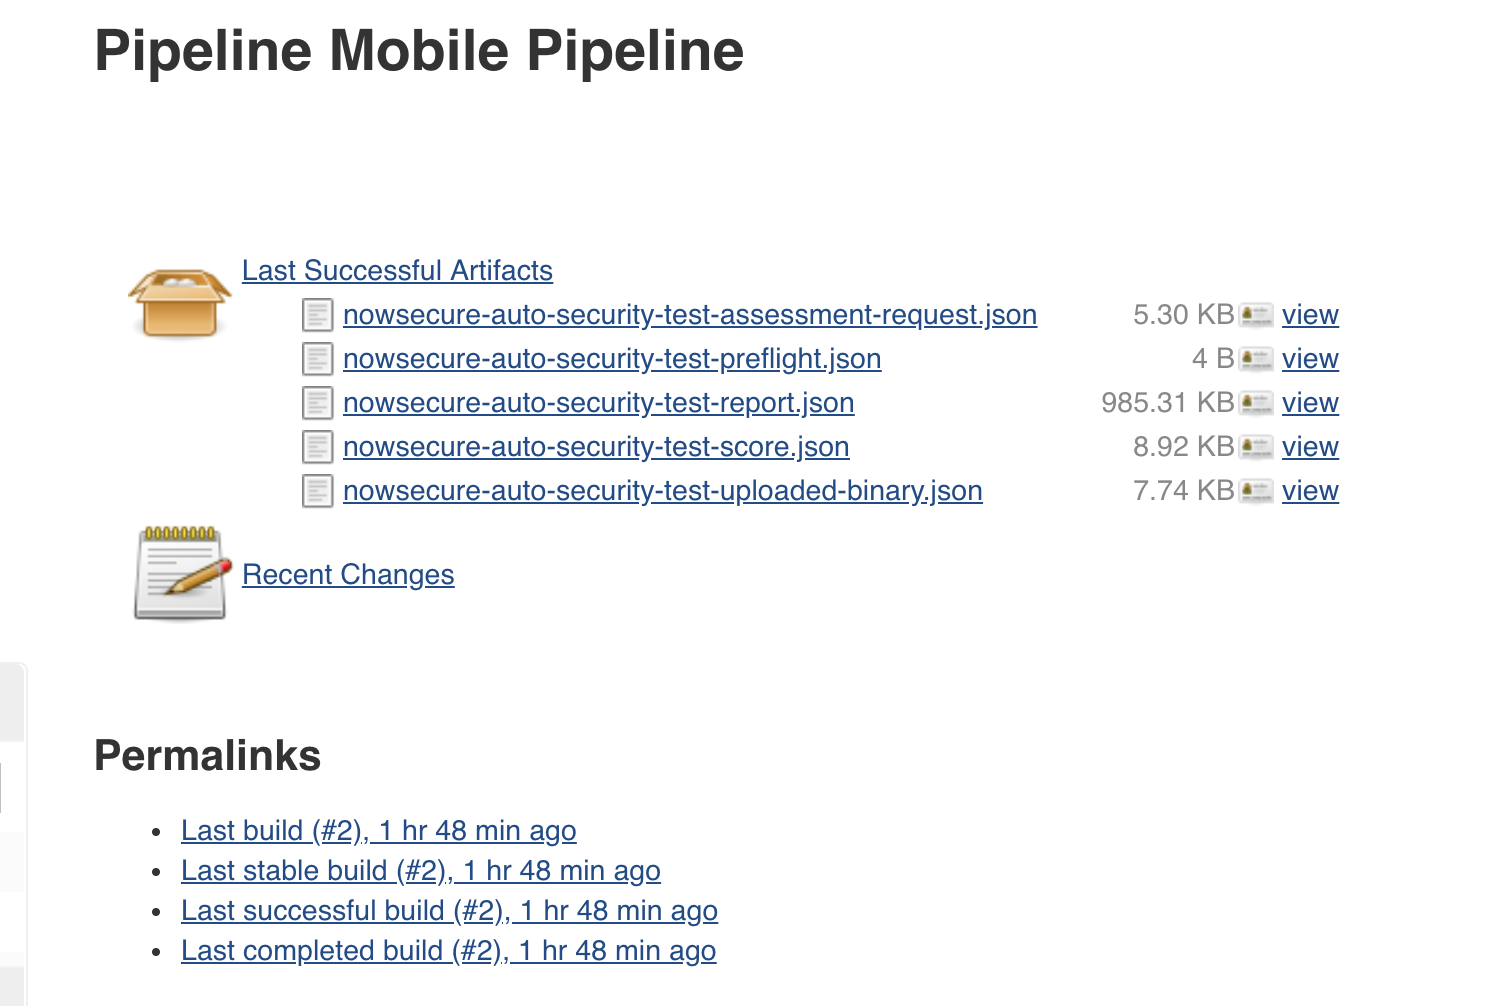 Pipeline Mobile Pipeline
Last Successful Artifacts
nowsecure-auto-security-test-assessment-request.json 5.30 KB view
nowsecure-auto-security-test-preflight.json 4 B view
nowsecure-auto-security-test-report.json 985.31 KB view
nowsecure-auto-security-test-score.json 8.92 KB view
nowsecure-auto-security-test-uploaded-binary.json 7.74 KB view
Recent Changes
Permalinks
Last build (#2), 1 hr 48 min ago
Last stable build (#2), 1 hr 48 min ago
Last successful build (#2), 1 hr 48 min ago
Last completed build (#2), 1 hr 48 min ago